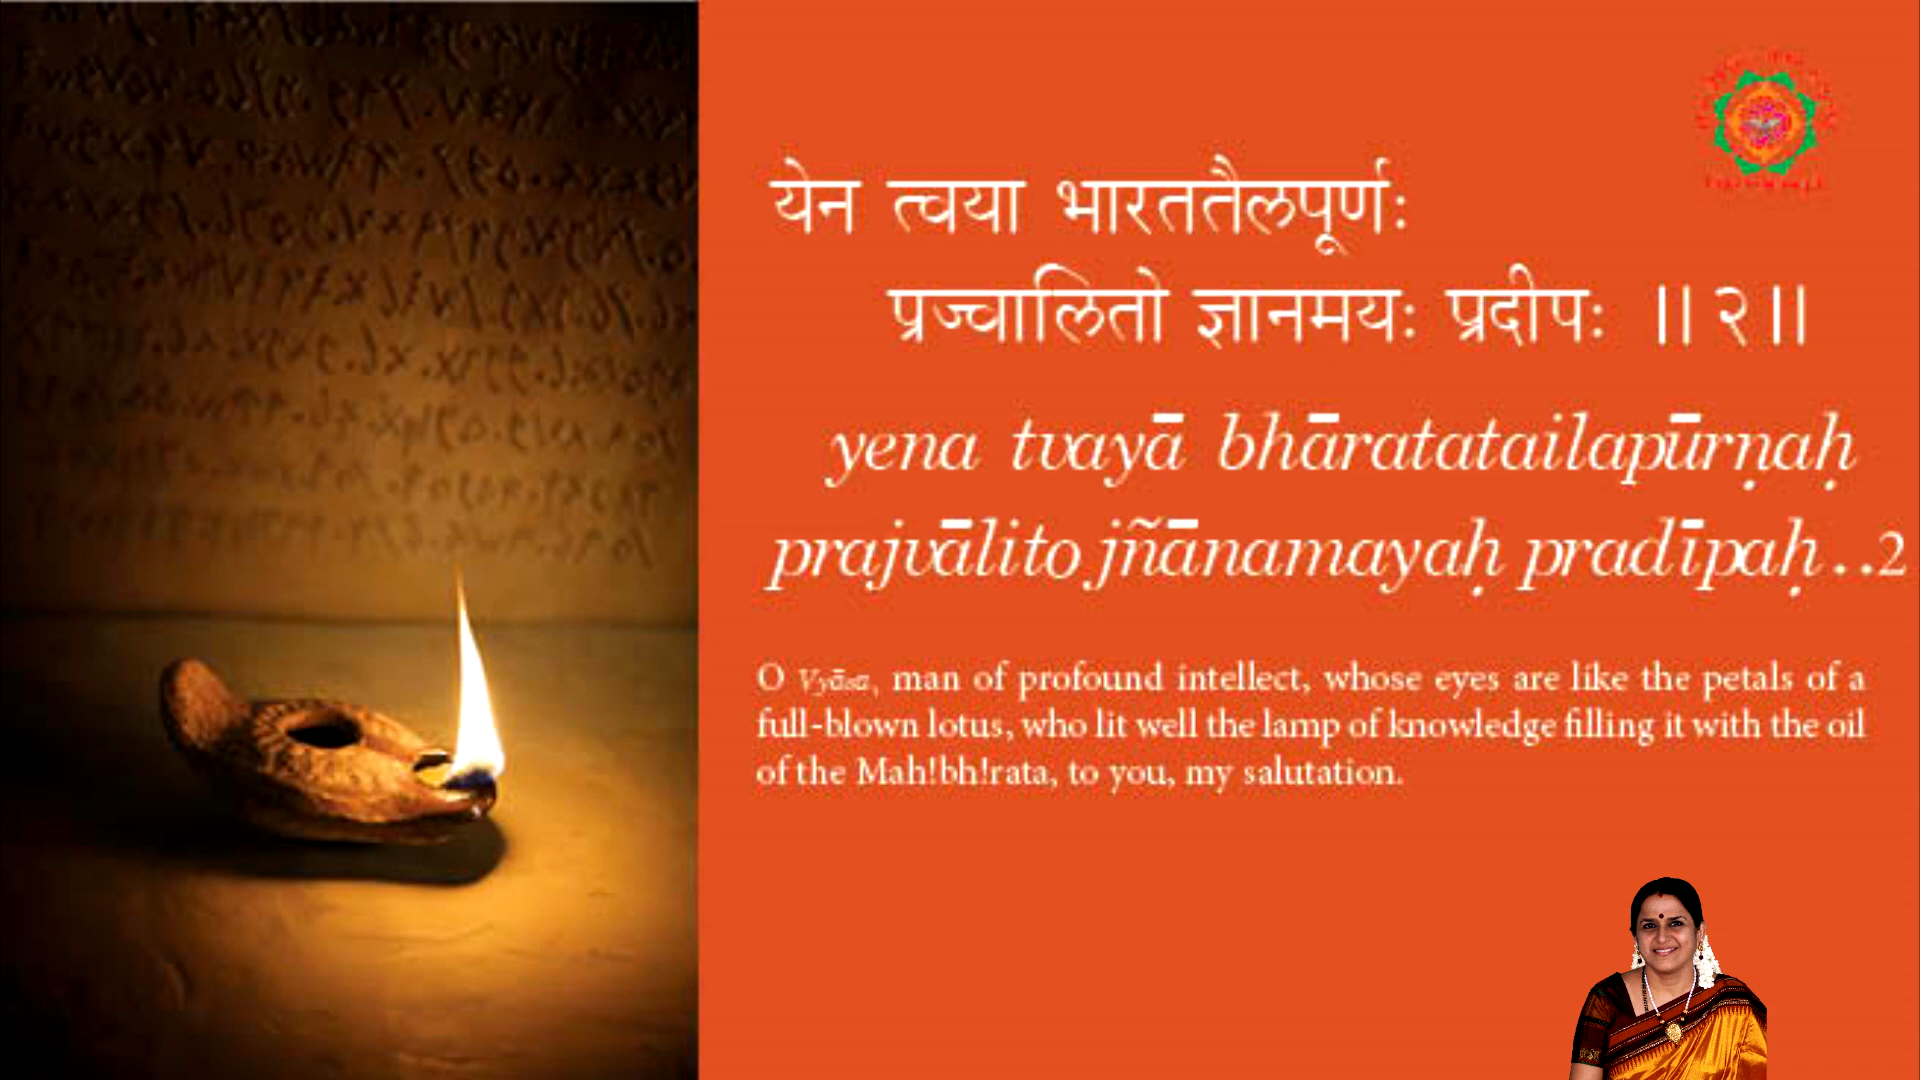 येन त्वया भारततैलपूर्णः
प्रज्वालितो ज्ञानमयः प्रदीपः ॥२॥
yena tvayā bhāratatailapūrṇaḥ
prajvālito jñānamayaḥ pradīpaḥ..2
O Vyāsa, man of profound intellect, whose eyes are like the petals of a
full-blown lotus, who lit well the lamp of knowledge filling it with the oil
of the Mah!bh!rata, to you, my salutation.